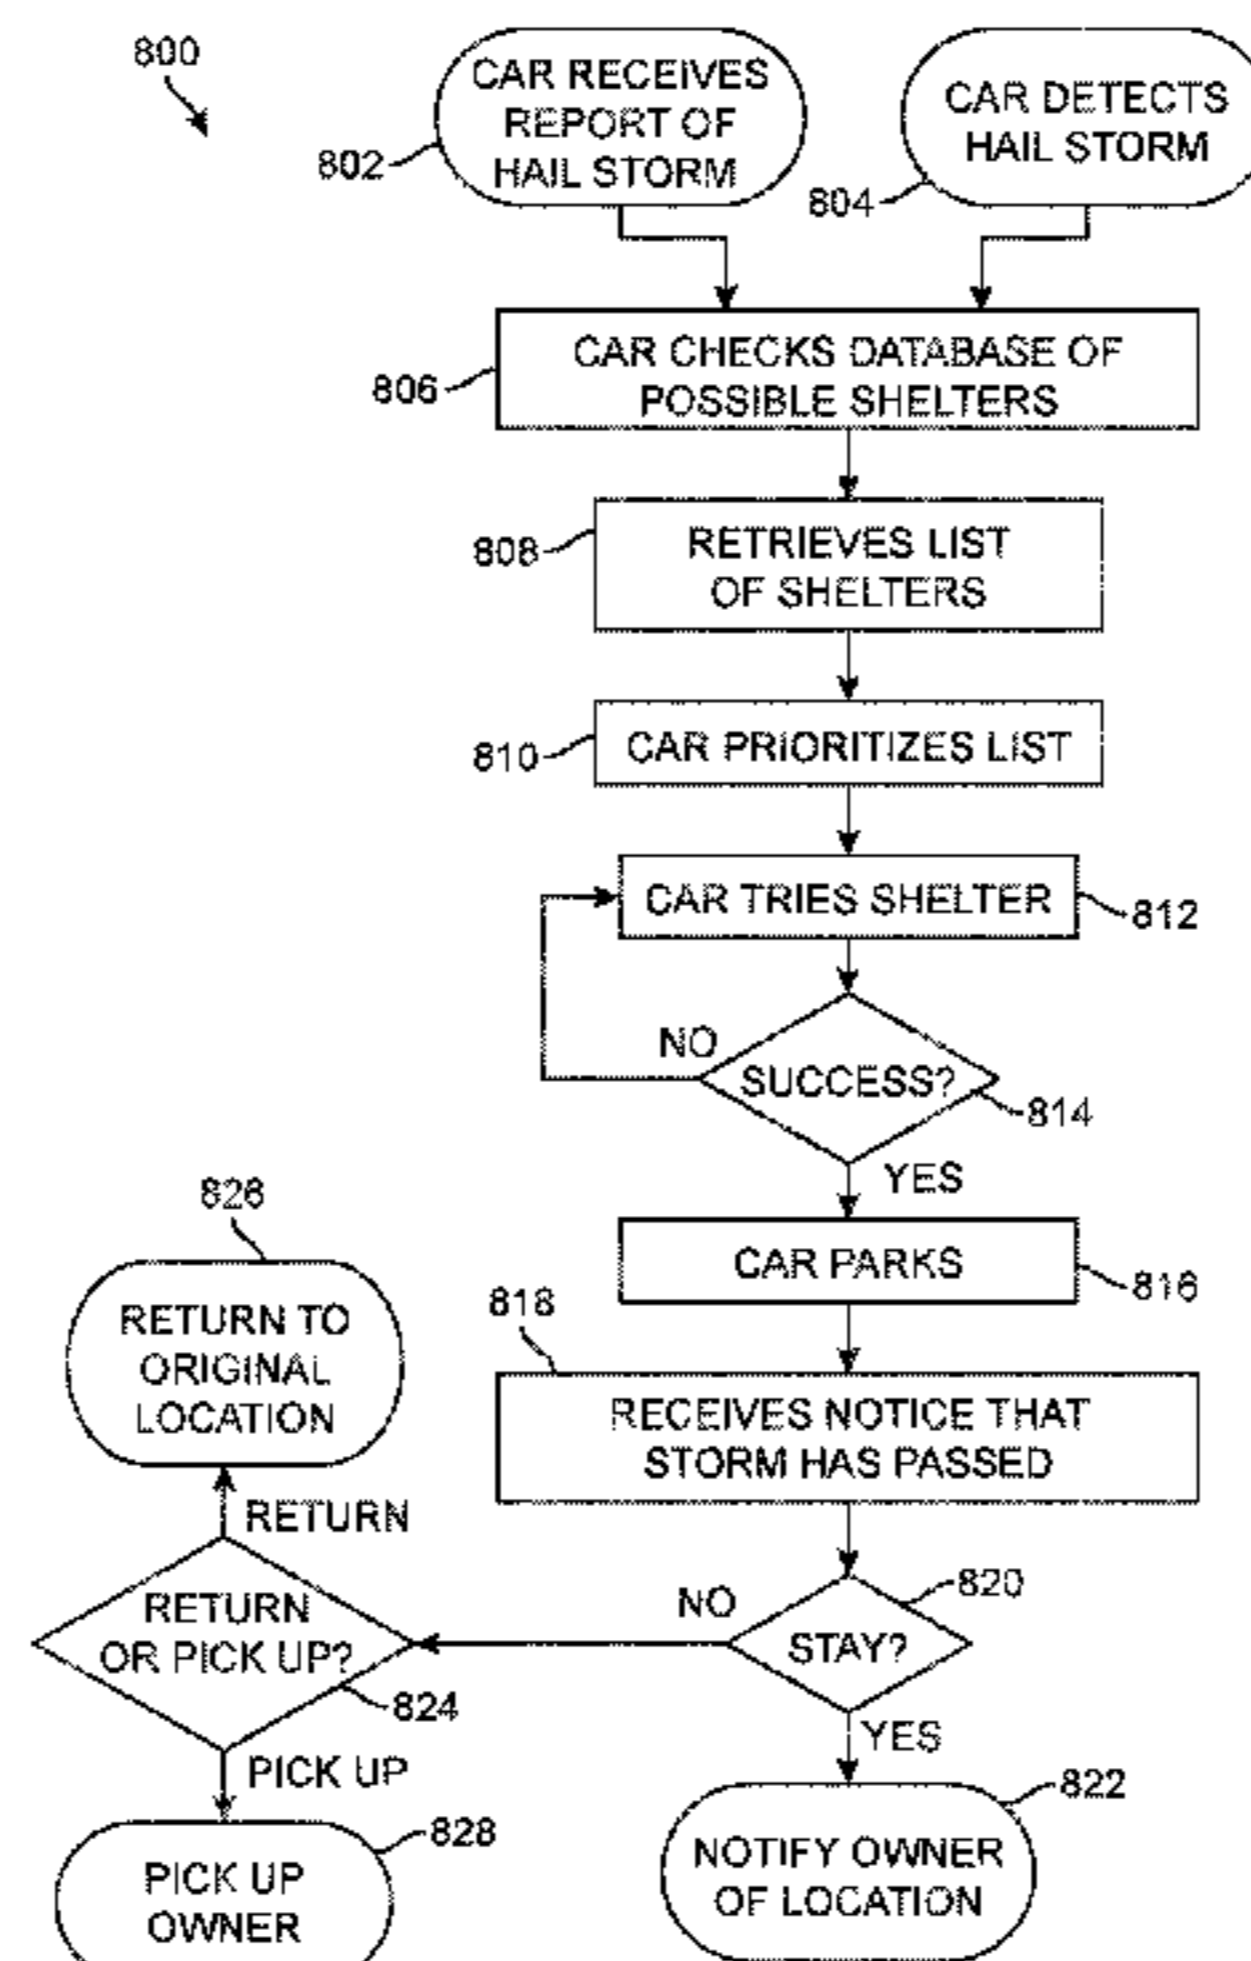 800
CAR RECEIVES
REPORT OF
HAIL STORM
802
CAR DETECTS
HAIL STORM
804
CAR CHECKS DATABASE OF
POSSIBLE SHELTERS
806
RETRIEVES LIST
OF SHELTERS
808
CAR PRIORITIZES LIST
810
CAR TRIES SHELTER
812
NO
SUCCESS?
814
YES
CAR PARKS
816
818
RECEIVES NOTICE THAT
STORM HAS PASSED
NO
STAY?
820
YES
822
NOTIFY OWNER
OF LOCATION
826
RETURN TO
ORIGINAL
LOCATION
RETURN
RETURN
OR PICK UP?
824
PICK UP
828
PICK UP
OWNER